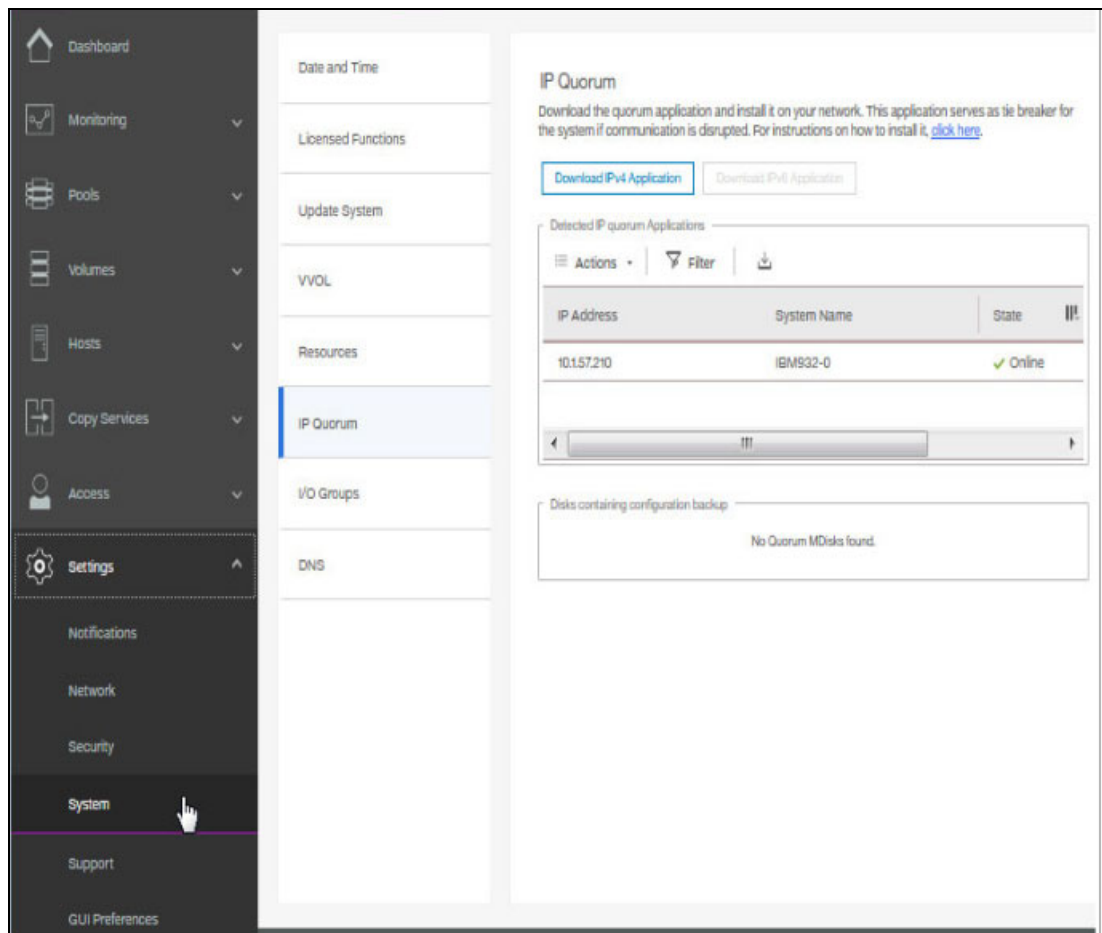 Dashboard
Monitoring
Pools
Volumes
Hosts
Copy Services
Access
Settings
Notifications
Network
Security
System
Support
GUI Preferences
Date and Time
Licensed Functions
Update System
VVOL
Resources
IP Quorum
I/O Groups
DNS
IP Quorum
Download the quorum application and install it on your network. This application serves as tie breaker for
the system if communication is disrupted. For instructions on how to install it, click here.
Download IPv4 Application
Download IPv6 Application
Detected IP quorum Applications
Actions
Filter
IP Address System Name State
10.1.57.210 IBM932-0 Online
Disks containing configuration backup
No Quorum MDisks found.